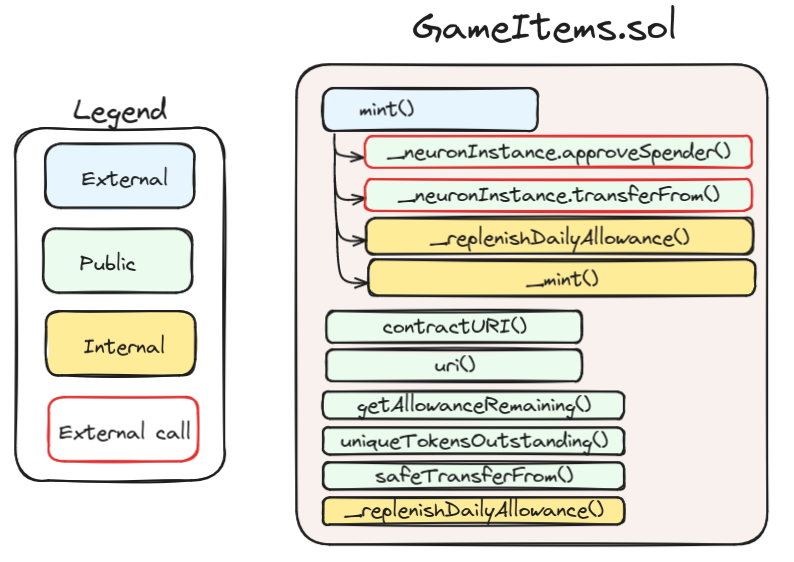 GameItems.sol
Legend
External
Public
Internal
External call
mint()
_neuronInstance.approveSpender()
_neuronInstance.transferFrom()
_replenishDailyAllowance()
_mint()
contractURI()
uri()
getAllowanceRemaining()
uniqueTokensOutstanding()
safeTransferFrom()
_replenishDailyAllowance()